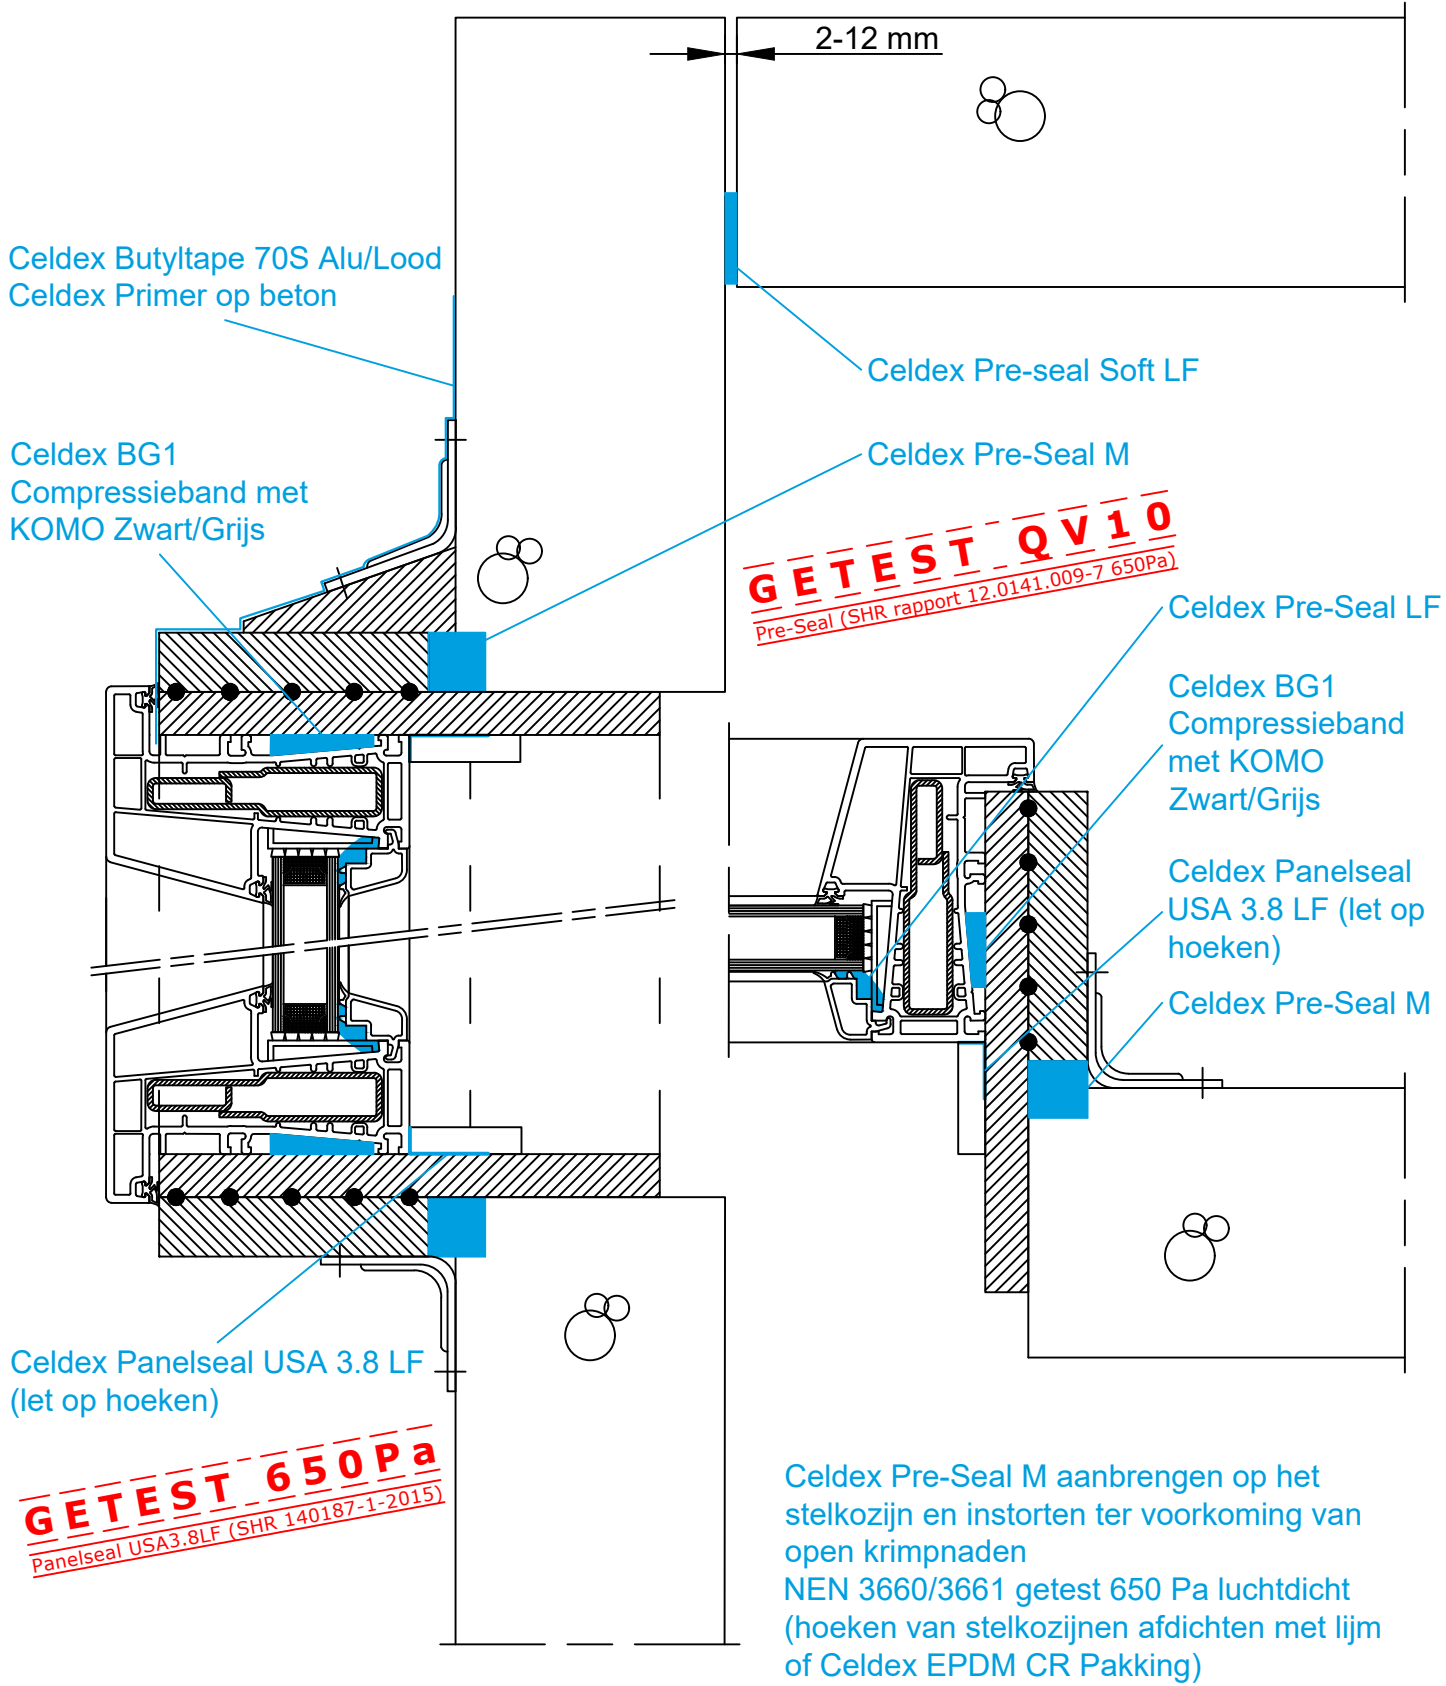 2-12 mm
Celdex Butyltape 70S Alu/Lood
Celdex Primer op beton
Celdex Pre-seal Soft LF
Celdex BG1
Compressieband met
KOMO Zwart/Grijs
Celdex Pre-Seal M
GETEST QV10
Pre-Seal (SHR rapport 12.0141.009-7 650Pa)
Celdex Pre-Seal LF
Celdex BG1
Compressieband
met KOMO
Zwart/Grijs
Celdex Panelseal
USA 3.8 LF (let op
hoeken)
Celdex Pre-Seal M
Celdex Panelseal USA 3.8 LF
(let op hoeken)
GETEST 650Pa
Panelseal USA3.8LF (SHR 140187-1-2015)
Celdex Pre-Seal M aanbrengen op het
stelkozijn en instorten ter voorkoming van
open krimpnaden
NEN 3660/3661 getest 650 Pa luchtdicht
(hoeken van stelkozijnen afdichten met lijm
of Celdex EPDM CR Pakking)